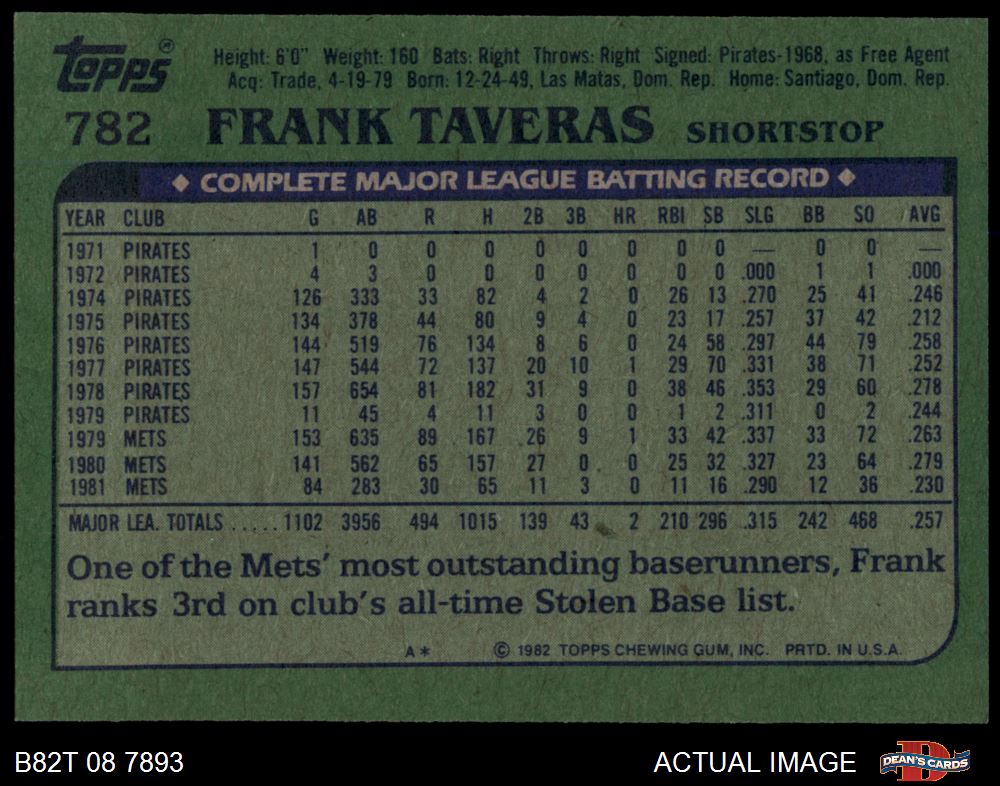 Topps®
Height: 6'0" Weight: 160 Bats: Right Throws: Right Signed: Pirates-1968, as Free Agent
Acq: Trade, 4-19-79 Born: 12-24-49, Las Matas, Dom. Rep. Home: Santiago, Dom. Rep.
782 FRANK TAVERAS SHORTSTOP
◆ COMPLETE MAJOR LEAGUE BATTING RECORD ◆
YEAR CLUB G AB R H 2B 3B HR RBI SB SLG BB SO AVG
1971 PIRATES 1 0 0 0 0 0 0 0 0 — 0 0 —
1972 PIRATES 4 3 0 0 0 0 0 0 0 .000 1 1 .000
1974 PIRATES 126 333 33 82 4 2 0 26 13 .270 25 41 .246
1975 PIRATES 134 378 44 80 9 4 0 23 17 .257 37 42 .212
1976 PIRATES 144 519 76 134 8 6 0 24 58 .297 44 79 .258
1977 PIRATES 147 544 72 137 20 10 1 29 70 .331 38 71 .252
1978 PIRATES 157 654 81 182 31 9 0 38 46 .353 29 60 .278
1979 PIRATES 11 45 4 11 3 0 0 1 2 .311 0 2 .244
1979 METS 153 635 89 167 26 9 1 33 42 .337 33 72 .263
1980 METS 141 562 65 157 27 0 0 25 32 .327 23 64 .279
1981 METS 84 283 30 65 11 3 0 11 16 .290 12 36 .230
MAJOR LEA. TOTALS ..... 1102 3956 494 1015 139 43 2 210 296 .315 242 468 .257
One of the Mets' most outstanding baserunners, Frank
ranks 3rd on club's all-time Stolen Base list.
A* © 1982 TOPPS CHEWING GUM, INC. PRTD. IN U.S.A.
B82T 08 7893 ACTUAL IMAGE DEAN'S CARDS